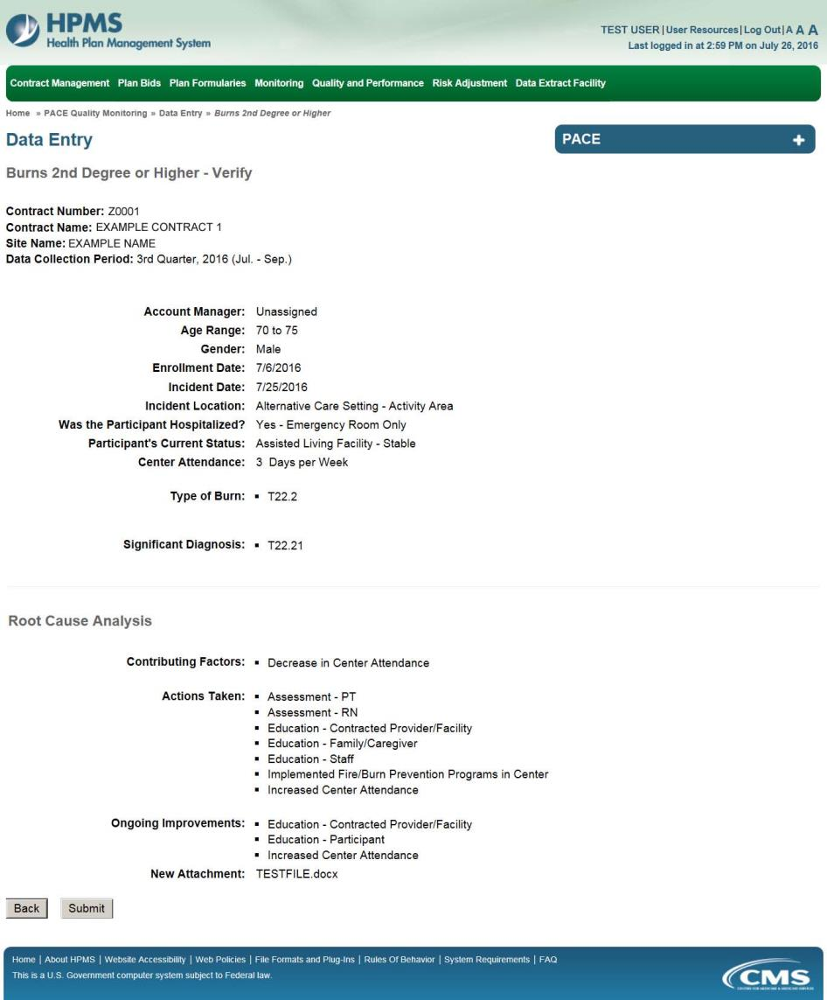 HPMS
Health Plan Management System
TEST USER | User Resources | Log Out | A A A
Last logged in at 2:59 PM on July 26, 2016
Contract Management Plan Bids Plan Formularies Monitoring Quality and Performance Risk Adjustment Data Extract Facility
Home » PACE Quality Monitoring » Data Entry » Burns 2nd Degree or Higher
Data Entry
PACE +
Burns 2nd Degree or Higher - Verify
Contract Number: Z0001
Contract Name: EXAMPLE CONTRACT 1
Site Name: EXAMPLE NAME
Data Collection Period: 3rd Quarter, 2016 (Jul. - Sep.)
Account Manager: Unassigned
Age Range: 70 to 75
Gender: Male
Enrollment Date: 7/6/2016
Incident Date: 7/25/2016
Incident Location: Alternative Care Setting - Activity Area
Was the Participant Hospitalized? Yes - Emergency Room Only
Participant's Current Status: Assisted Living Facility - Stable
Center Attendance: 3 Days per Week
Type of Burn: ▪ T22.2
Significant Diagnosis: ▪ T22.21
Root Cause Analysis
Contributing Factors: ▪ Decrease in Center Attendance
Actions Taken: ▪ Assessment - PT
▪ Assessment - RN
▪ Education - Contracted Provider/Facility
▪ Education - Family/Caregiver
▪ Education - Staff
▪ Implemented Fire/Burn Prevention Programs in Center
▪ Increased Center Attendance
Ongoing Improvements: ▪ Education - Contracted Provider/Facility
▪ Education - Participant
▪ Increased Center Attendance
New Attachment: TESTFILE.docx
Back Submit
Home | About HPMS | Website Accessibility | Web Policies | File Formats and Plug-Ins | Rules Of Behavior | System Requirements | FAQ
This is a U.S. Government computer system subject to Federal law.
CMS
CENTERS FOR MEDICARE & MEDICAID SERVICES